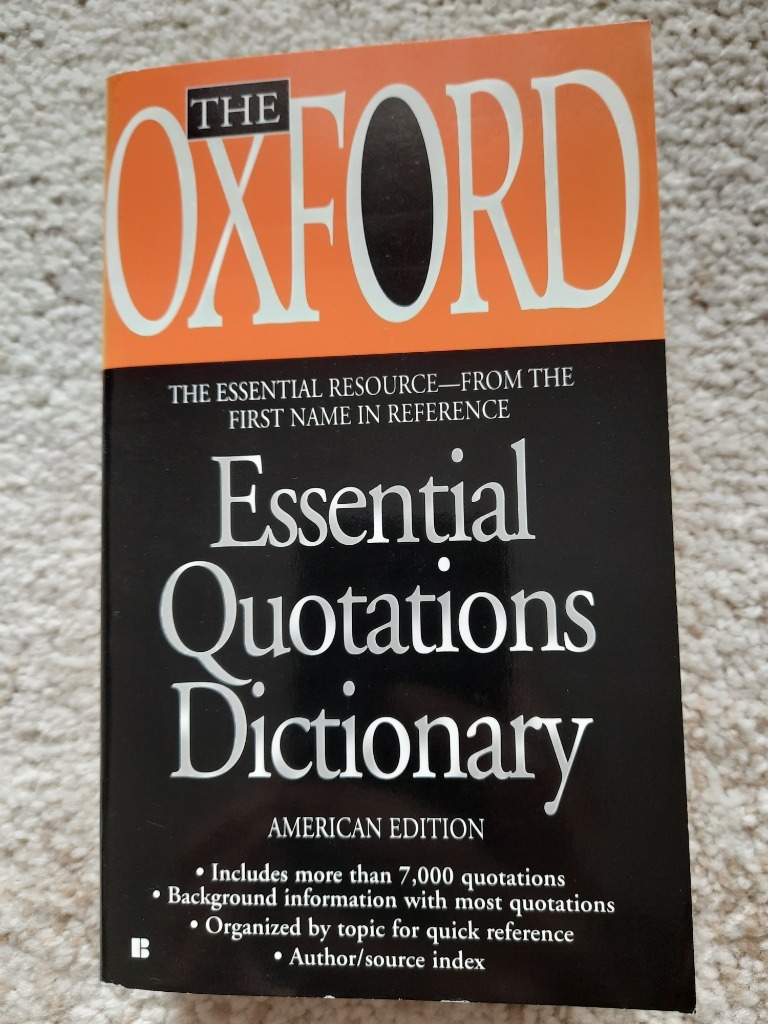 THE
OXFORD
THE ESSENTIAL RESOURCE—FROM THE
FIRST NAME IN REFERENCE
Essential
Quotations
Dictionary
AMERICAN EDITION
• Includes more than 7,000 quotations
• Background information with most quotations
• Organized by topic for quick reference
• Author/source index
B